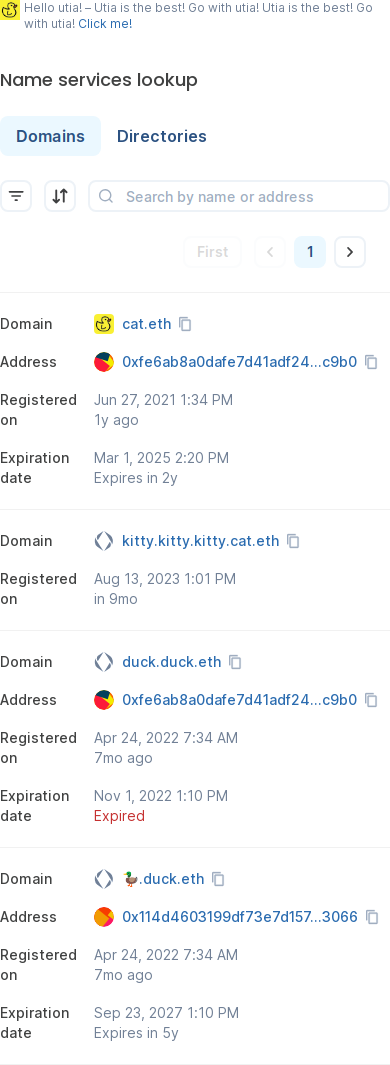 Hello utia! – Utia is the best! Go with utia! Utia is the best! Go
with utia! Click me!
Name services lookup
Domains Directories
Search by name or address
First 1
Domain cat.eth
Address 0xfe6ab8a0dafe7d41adf24...c9b0
Registered on Jun 27, 2021 1:34 PM
1y ago
Expiration date Mar 1, 2025 2:20 PM
Expires in 2y
Domain kitty.kitty.kitty.cat.eth
Registered on Aug 13, 2023 1:01 PM
in 9mo
Domain duck.duck.eth
Address 0xfe6ab8a0dafe7d41adf24...c9b0
Registered on Apr 24, 2022 7:34 AM
7mo ago
Expiration date Nov 1, 2022 1:10 PM
Expired
Domain 🦆.duck.eth
Address 0x114d4603199df73e7d157...3066
Registered on Apr 24, 2022 7:34 AM
7mo ago
Expiration date Sep 23, 2027 1:10 PM
Expires in 5y